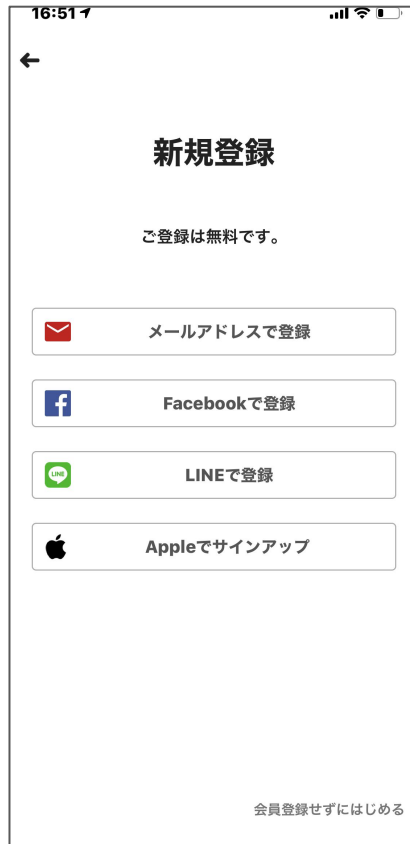 16:51
新規登録
ご登録は無料です。
メールアドレスで登録
Facebookで登録
LINE
LINEで登録
Appleでサインアップ
会員登録せずにはじめる